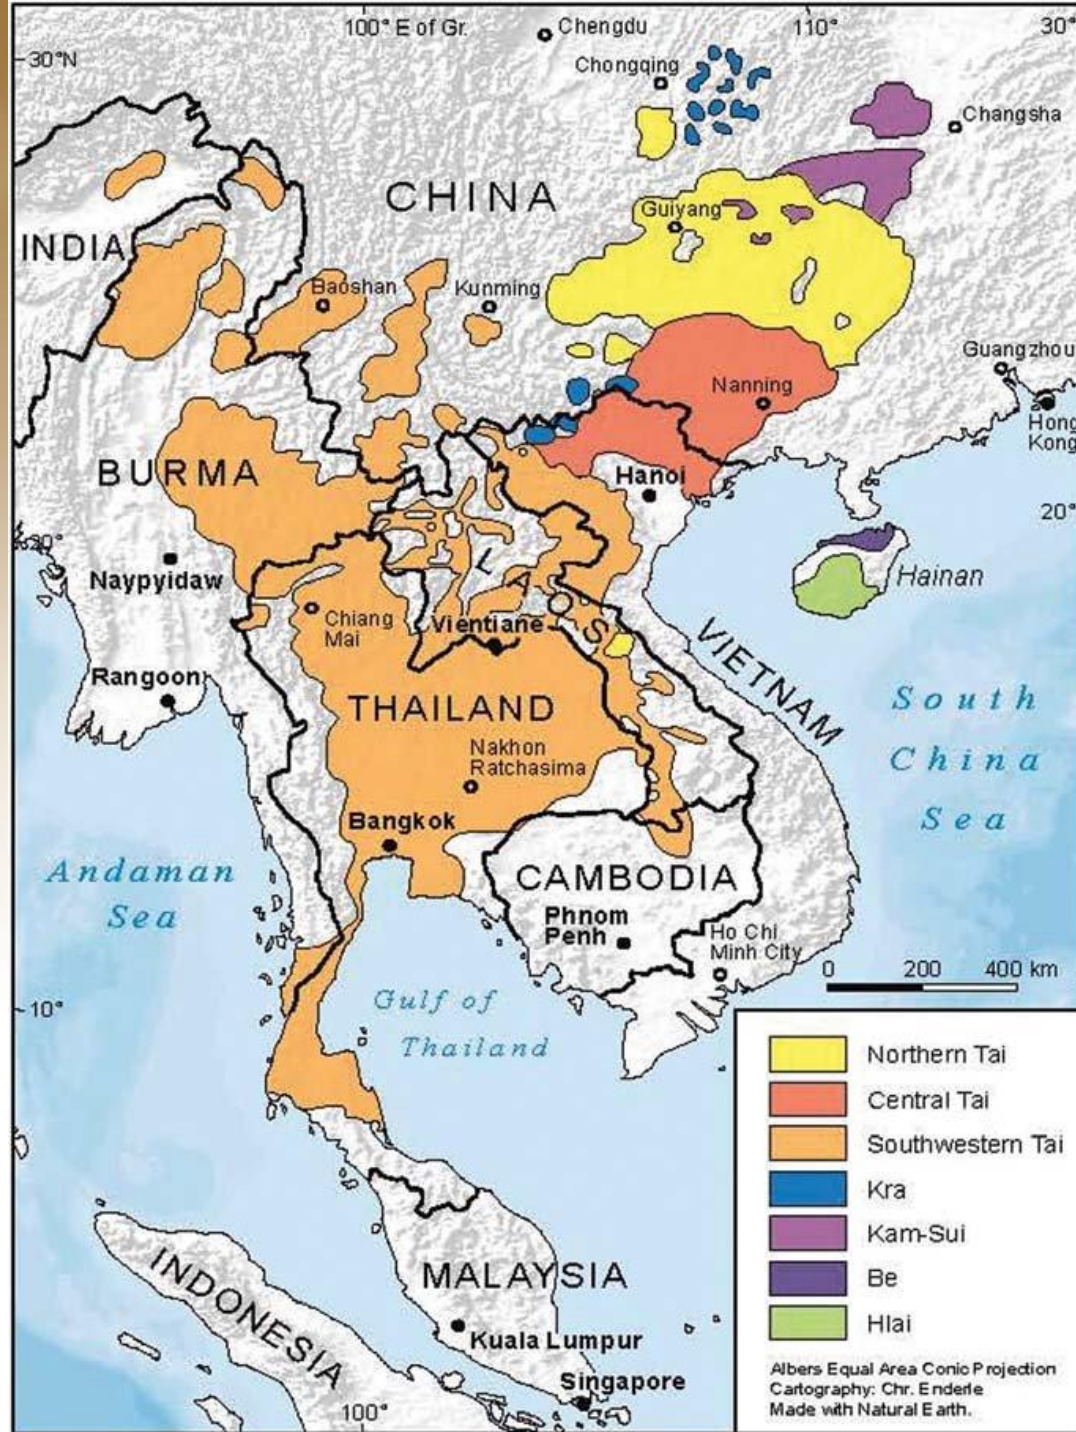 100° E of Gr.
Chengdu
110°
30°
30°N
Chongqing
Changsha
CHINA
Guiyang
INDIA
Baoshan
Kunming
Guangzhou
Nanning
Hong
Kong
BURMA
Hanoi
20°
20°
Naypyidaw
LAOS
Hainan
Chiang
Mai
Vientiane
VIETNAM
Rangoon
THAILAND
South
China
Sea
Nakhon
Ratchasima
Bangkok
Andaman
Sea
CAMBODIA
Phnom
Penh
Ho Chi
Minh City
0 200 400 km
10°
Gulf of
Thailand
Northern Tai
Central Tai
Southwestern Tai
Kra
Kam-Sui
Be
Hlai
INDONESIA
MALAYSIA
Kuala Lumpur
Singapore
100°
Albers Equal Area Conic Projection
Cartography: Chr. Enderle
Made with Natural Earth.